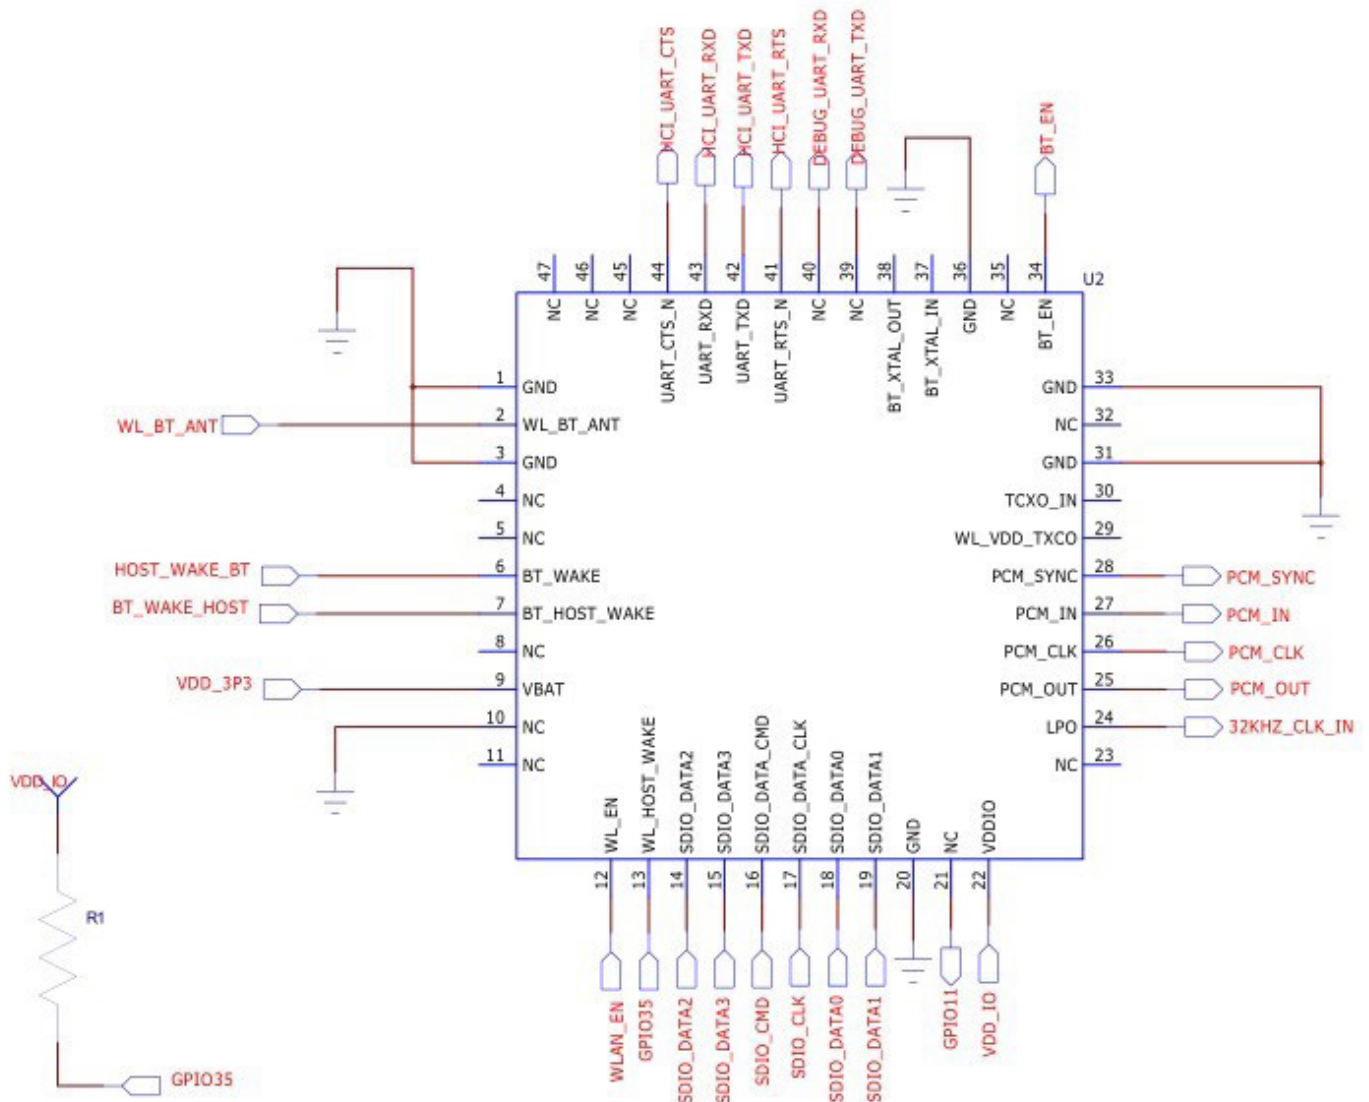 HCI_UART_CTS
HCI_UART_RXD
HCI_UART_TXD
HCI_UART_RTS
DEBUG_UART_RXD
DEBUG_UART_TXD
BT_EN
47
46
45
44
43
42
41
40
39
38
37
36
35
34
U2
NC
NC
NC
UART_CTS_N
UART_RXD
UART_TXD
UART_RTS_N
NC
NC
BT_XTAL_OUT
BT_XTAL_IN
GND
NC
BT_EN
1 GND
WL_BT_ANT 2 WL_BT_ANT
3 GND
4 NC
5 NC
HOST_WAKE_BT 6 BT_WAKE
BT_WAKE_HOST 7 BT_HOST_WAKE
8 NC
VDD_3P3 9 VBAT
10 NC
11 NC
GND 33
NC 32
GND 31
TCXO_IN 30
WL_VDD_TXCO 29
PCM_SYNC 28 PCM_SYNC
PCM_IN 27 PCM_IN
PCM_CLK 26 PCM_CLK
PCM_OUT 25 PCM_OUT
LPO 24 32KHZ_CLK_IN
NC 23
WL_EN
WL_HOST_WAKE
SDIO_DATA2
SDIO_DATA3
SDIO_DATA_CMD
SDIO_DATA_CLK
SDIO_DATA0
SDIO_DATA1
GND
NC
VDDIO
12
13
14
15
16
17
18
19
20
21
22
WLAN_EN
GPIO35
SDIO_DATA2
SDIO_DATA3
SDIO_CMD
SDIO_CLK
SDIO_DATA0
SDIO_DATA1
GPIO11
VDD_IO
VDD_IO
R1
GPIO35